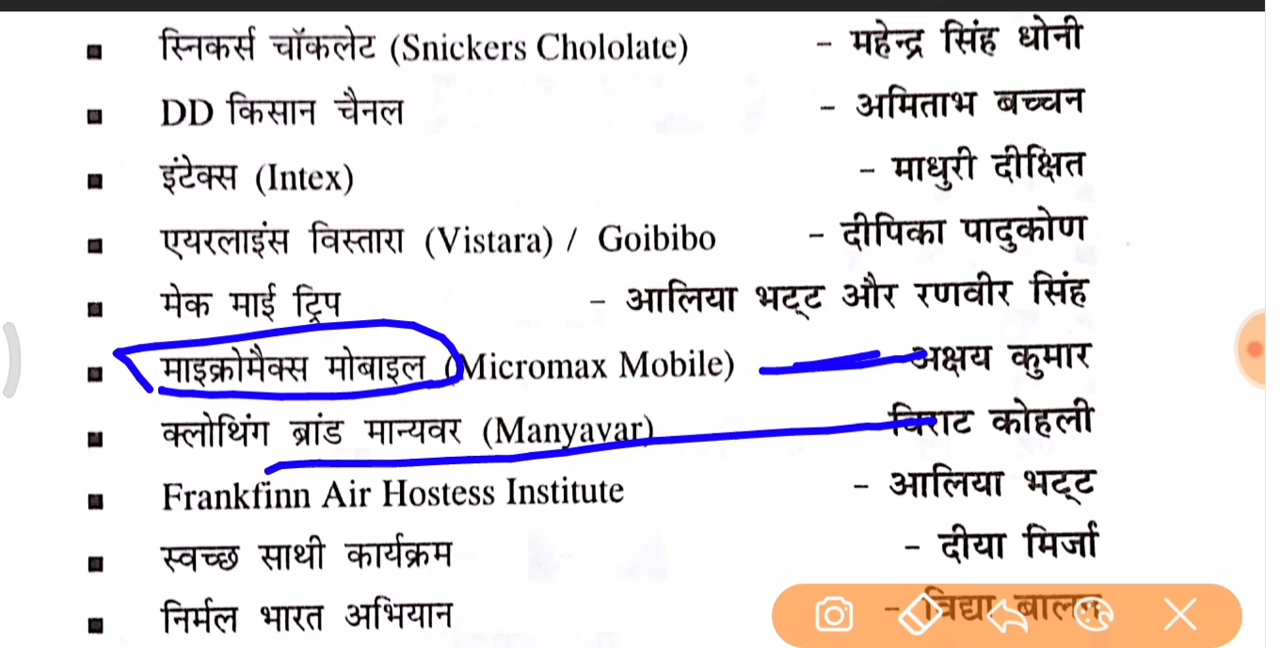 ▪ स्निकर्स चॉकलेट (Snickers Chololate) - महेन्द्र सिंह धोनी
▪ DD किसान चैनल - अमिताभ बच्चन
▪ इंटेक्स (Intex) - माधुरी दीक्षित
▪ एयरलाइंस विस्तारा (Vistara) / Goibibo - दीपिका पादुकोण
▪ मेक माई ट्रिप - आलिया भट्ट और रणवीर सिंह
▪ माइक्रोमैक्स मोबाइल (Micromax Mobile) अक्षय कुमार
▪ क्लोथिंग ब्रांड मान्यवर (Manyavar) विराट कोहली
▪ Frankfinn Air Hostess Institute - आलिया भट्ट
▪ स्वच्छ साथी कार्यक्रम - दीया मिर्जा
▪ निर्मल भारत अभियान - विद्या बालन